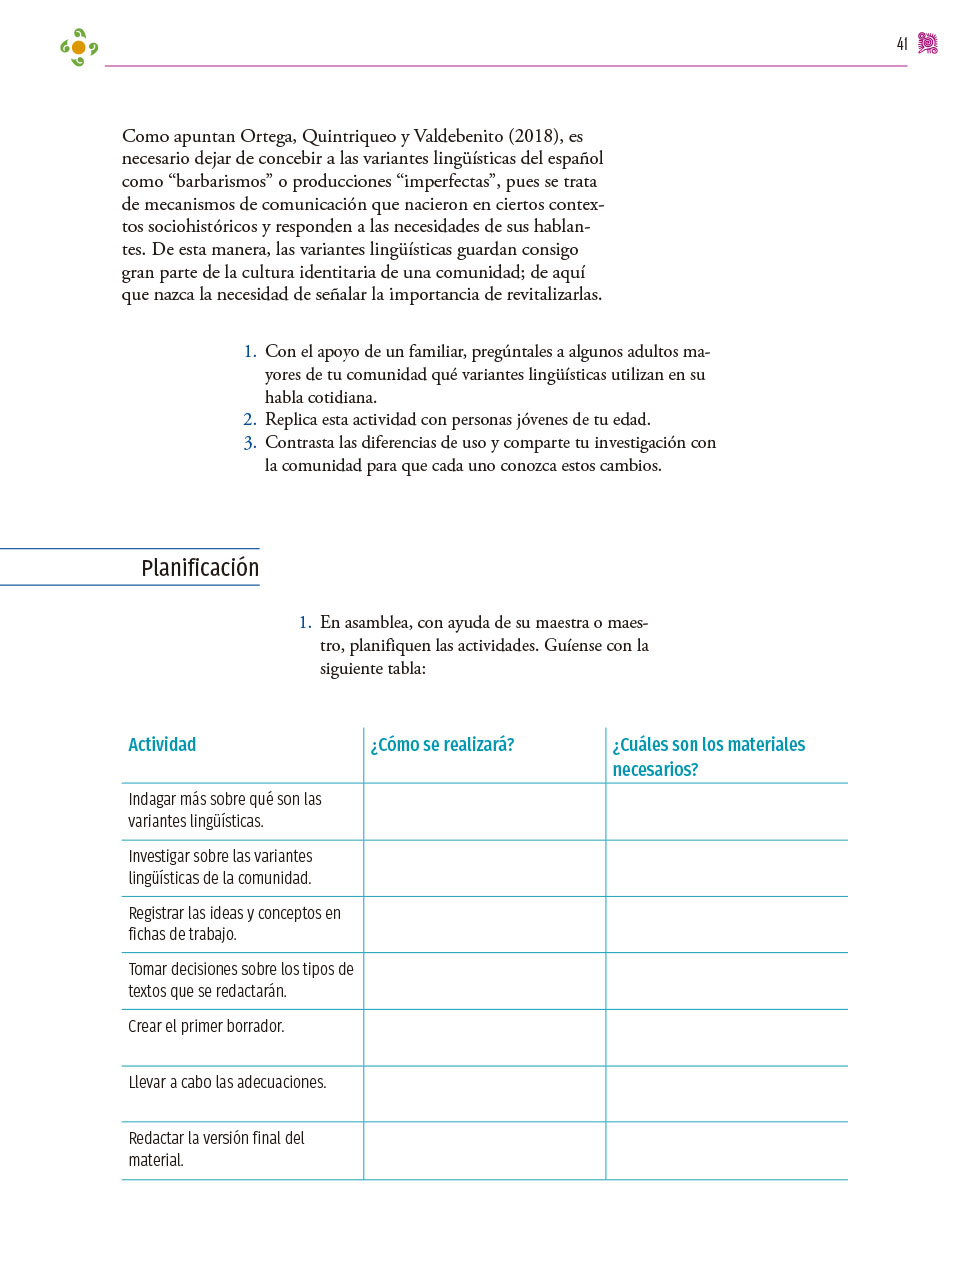 41
Como apuntan Ortega, Quintriqueo y Valdebenito (2018), es
necesario dejar de concebir a las variantes lingüísticas del español
como “barbarismos” o producciones “imperfectas”, pues se trata
de mecanismos de comunicación que nacieron en ciertos contex-
tos sociohistóricos y responden a las necesidades de sus hablan-
tes. De esta manera, las variantes lingüísticas guardan consigo
gran parte de la cultura identitaria de una comunidad; de aquí
que nazca la necesidad de señalar la importancia de revitalizarlas.
1. Con el apoyo de un familiar, pregúntales a algunos adultos ma-
yores de tu comunidad qué variantes lingüísticas utilizan en su
habla cotidiana.
2. Replica esta actividad con personas jóvenes de tu edad.
3. Contrasta las diferencias de uso y comparte tu investigación con
la comunidad para que cada uno conozca estos cambios.
Planificación
1. En asamblea, con ayuda de su maestra o maes-
tro, planifiquen las actividades. Guíense con la
siguiente tabla:
Actividad
¿Cómo se realizará?
¿Cuáles son los materiales
necesarios?
Indagar más sobre qué son las
variantes lingüísticas.
Investigar sobre las variantes
lingüísticas de la comunidad.
Registrar las ideas y conceptos en
fichas de trabajo.
Tomar decisiones sobre los tipos de
textos que se redactarán.
Crear el primer borrador.
Llevar a cabo las adecuaciones.
Redactar la versión final del
material.